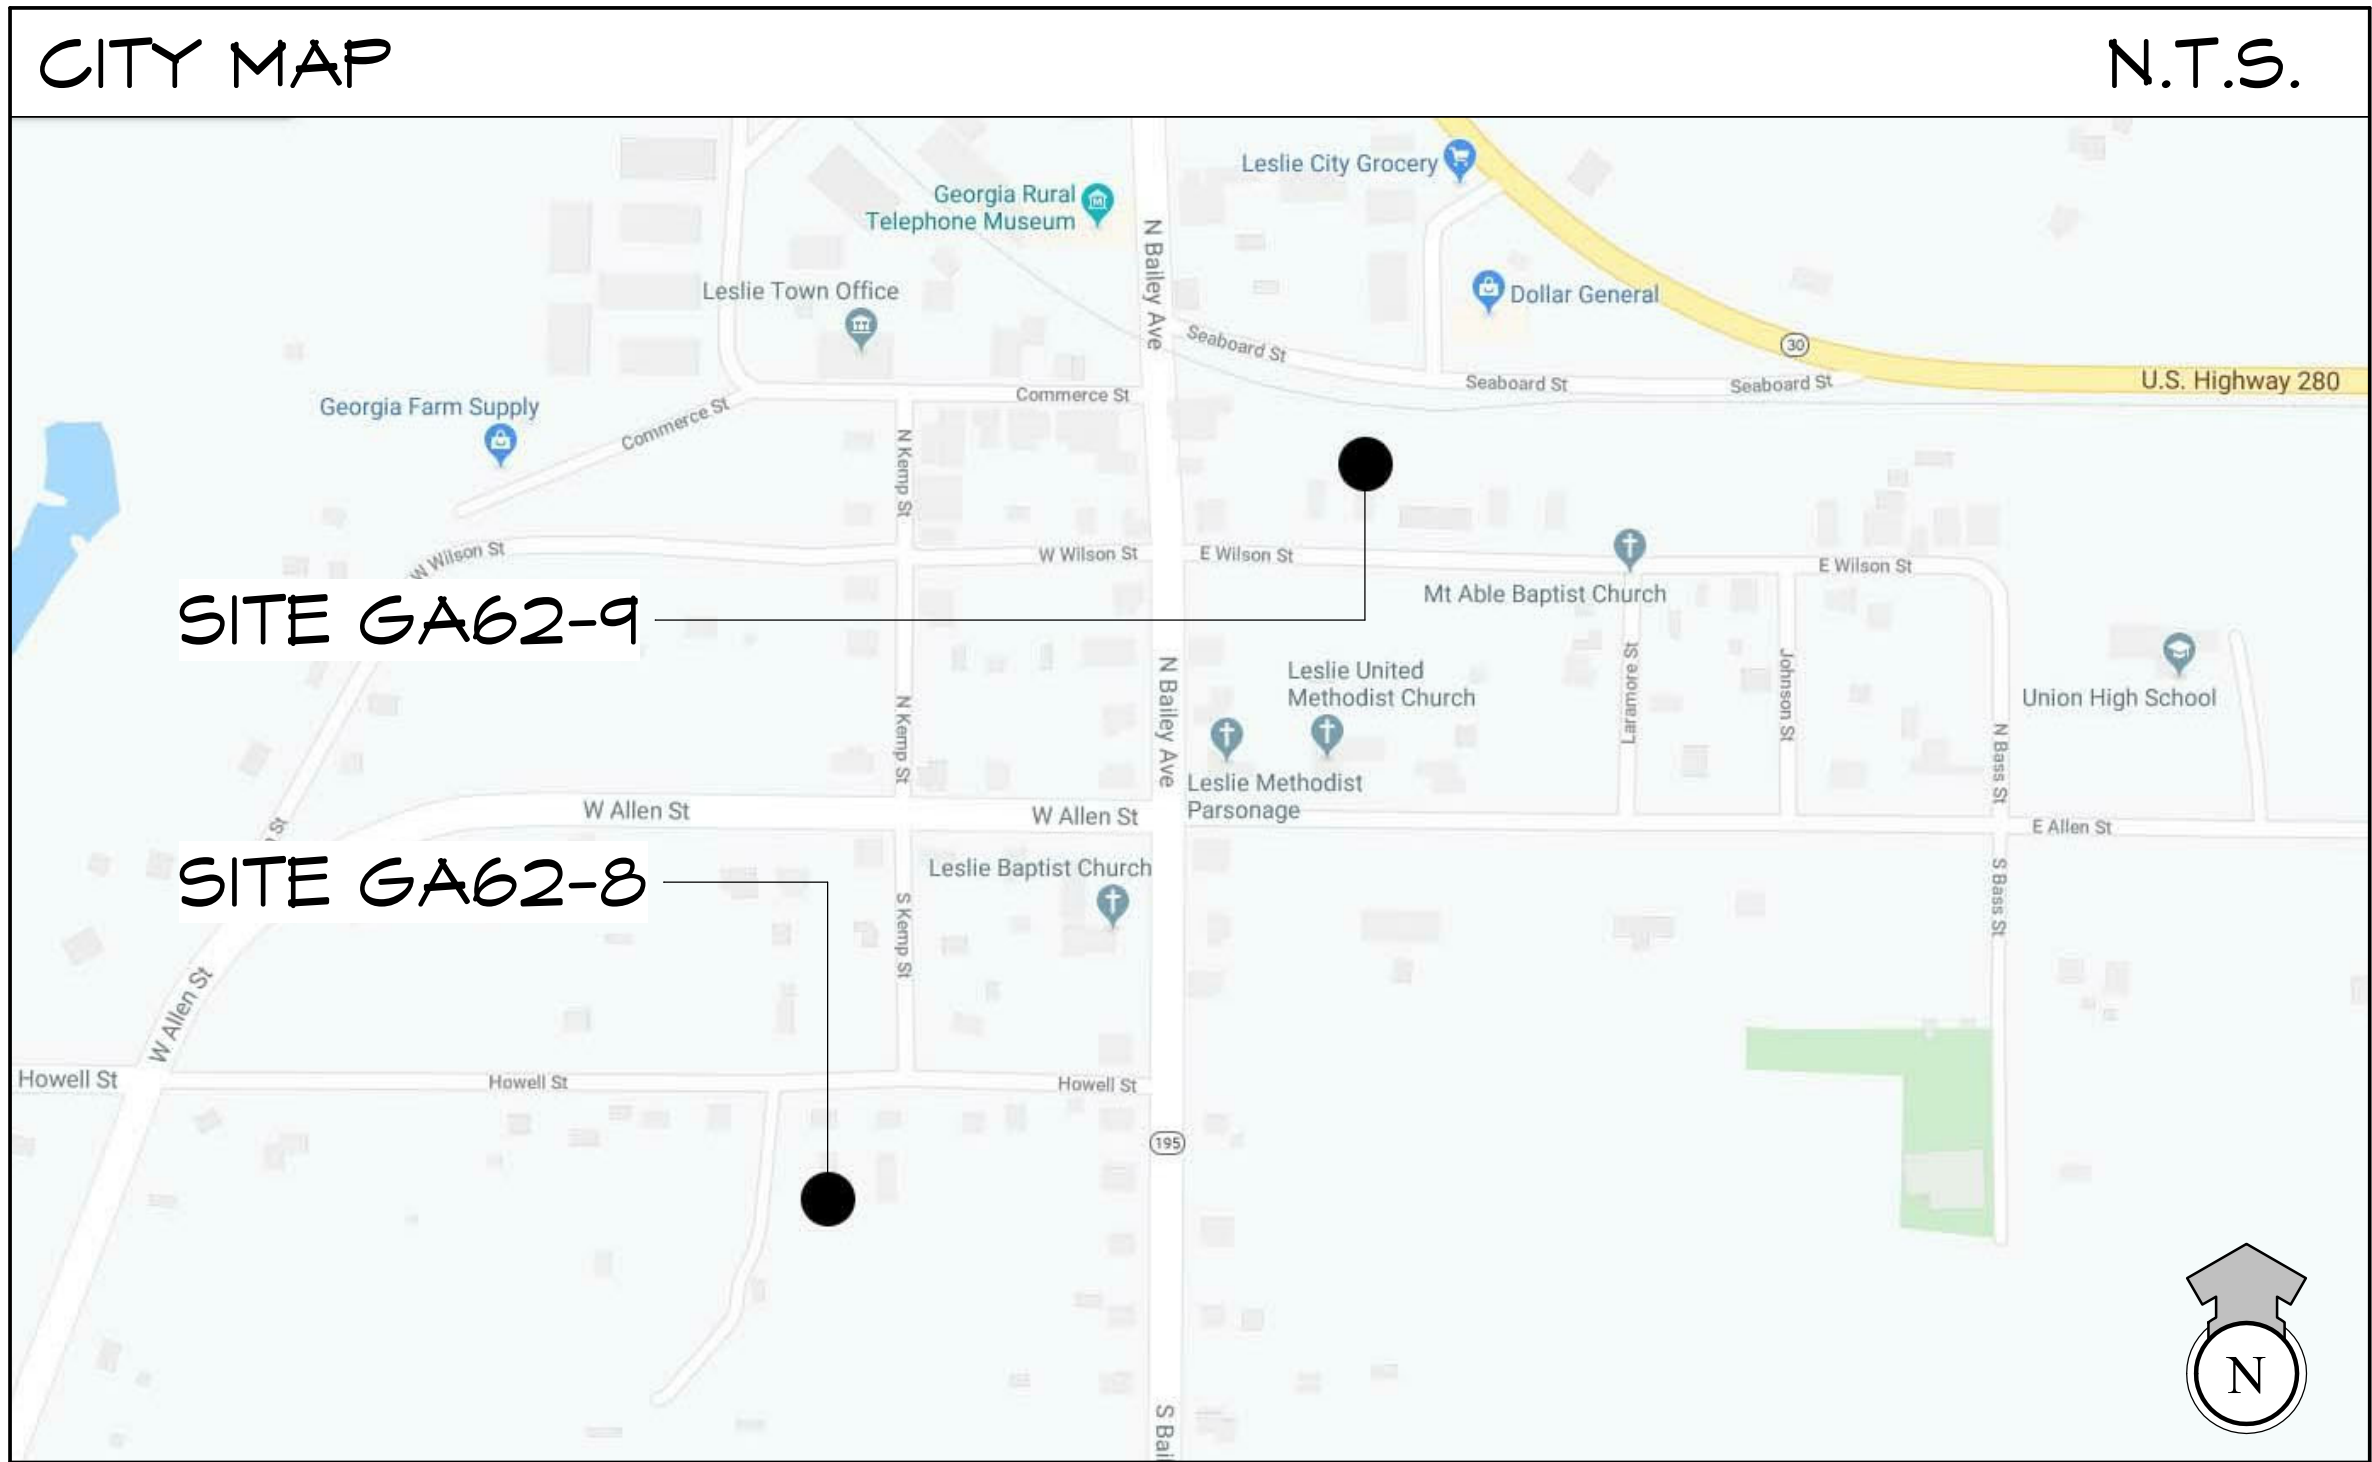 CITY MAP
N.T.S.
Leslie City Grocery
Georgia Rural
Telephone Museum
N Bailey Ave
Leslie Town Office
Dollar General
Seaboard St
30
Seaboard St
Seaboard St
U.S. Highway 280
Commerce St
Georgia Farm Supply
Commerce St
N Kemp St
W Wilson St
W Wilson St
E Wilson St
E Wilson St
Mt Able Baptist Church
SITE GA62-9
Laramore St
Johnson St
N Bailey Ave
Leslie United
Methodist Church
Union High School
N Kemp St
N Bass St
Leslie Methodist
Parsonage
W Allen St
W Allen St
E Allen St
St
SITE GA62-8
Leslie Baptist Church
S Kemp St
S Bass St
W Allen St
Howell St
Howell St
Howell St
195
N
S Bail